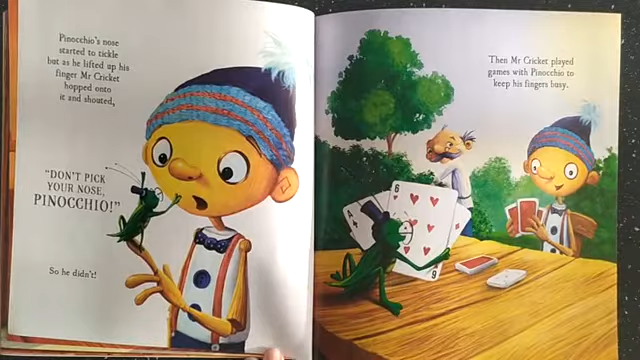 Pinocchio's nose
started to tickle
but as he lifted up his
finger Mr Cricket
hopped onto
it and shouted,
"DON'T PICK
YOUR NOSE,
PINOCCHIO!"
So he didn't!
Then Mr Cricket played
games with Pinocchio to
keep his fingers busy.
A
6
6